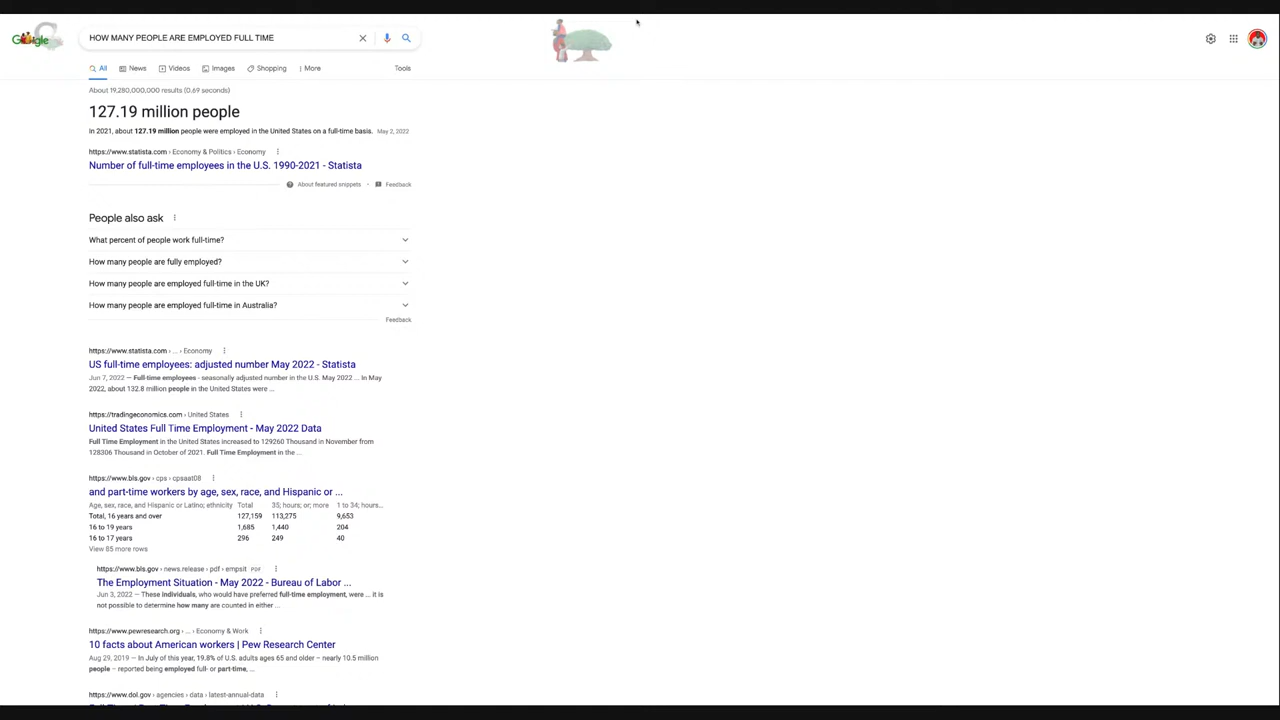 Google
HOW MANY PEOPLE ARE EMPLOYED FULL TIME
All News Videos Images Shopping More Tools
About 19,280,000,000 results (0.69 seconds)
127.19 million people
In 2021, about 127.19 million people were employed in the United States on a full-time basis. May 2, 2022
https://www.statista.com › Economy & Politics › Economy
Number of full-time employees in the U.S. 1990-2021 - Statista
About featured snippets • Feedback
People also ask
What percent of people work full-time?
How many people are fully employed?
How many people are employed full-time in the UK?
How many people are employed full-time in Australia?
Feedback
https://www.statista.com › ... › Economy
US full-time employees: adjusted number May 2022 - Statista
Jun 7, 2022 — Full-time employees - seasonally adjusted number in the U.S. May 2022 ... In May
2022, about 132.8 million people in the United States were ...
https://tradingeconomics.com › United States
United States Full Time Employment - May 2022 Data
Full Time Employment in the United States increased to 129260 Thousand in November from
128306 Thousand in October of 2021. Full Time Employment in the ...
https://www.bls.gov › cps › cpsaat08
and part-time workers by age, sex, race, and Hispanic or ...
Age, sex, race, and Hispanic or Latino; ethnicity Total 35; hours; or; more 1 to 34; hours...
Total, 16 years and over 127,159 113,275 9,653
16 to 19 years 1,685 1,440 204
16 to 17 years 296 249 40
View 85 more rows
https://www.bls.gov › news.release › pdf › empsit PDF
The Employment Situation - May 2022 - Bureau of Labor ...
Jun 3, 2022 — These individuals, who would have preferred full-time employment, were ... it is
not possible to determine how many are counted in either ...
https://www.pewresearch.org › ... › Economy & Work
10 facts about American workers | Pew Research Center
Aug 29, 2019 — In July of this year, 19.8% of U.S. adults ages 65 and older – nearly 10.5 million
people – reported being employed full- or part-time, ...
https://www.dol.gov › agencies › data › latest-annual-data